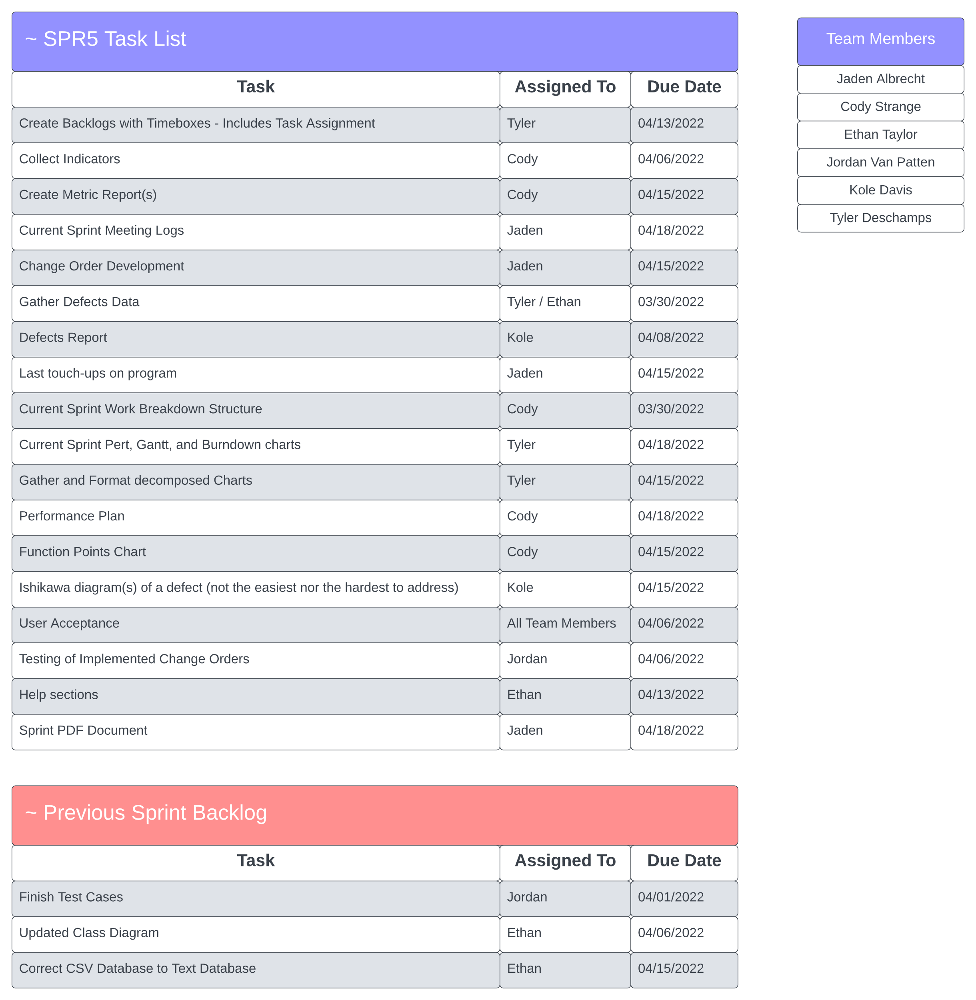 ~ SPR5 Task List
Task Assigned To Due Date
Create Backlogs with Timeboxes - Includes Task Assignment Tyler 04/13/2022
Collect Indicators Cody 04/06/2022
Create Metric Report(s) Cody 04/15/2022
Current Sprint Meeting Logs Jaden 04/18/2022
Change Order Development Jaden 04/15/2022
Gather Defects Data Tyler / Ethan 03/30/2022
Defects Report Kole 04/08/2022
Last touch-ups on program Jaden 04/15/2022
Current Sprint Work Breakdown Structure Cody 03/30/2022
Current Sprint Pert, Gantt, and Burndown charts Tyler 04/18/2022
Gather and Format decomposed Charts Tyler 04/15/2022
Performance Plan Cody 04/18/2022
Function Points Chart Cody 04/15/2022
Ishikawa diagram(s) of a defect (not the easiest nor the hardest to address) Kole 04/15/2022
User Acceptance All Team Members 04/06/2022
Testing of Implemented Change Orders Jordan 04/06/2022
Help sections Ethan 04/13/2022
Sprint PDF Document Jaden 04/18/2022
~ Previous Sprint Backlog
Task Assigned To Due Date
Finish Test Cases Jordan 04/01/2022
Updated Class Diagram Ethan 04/06/2022
Correct CSV Database to Text Database Ethan 04/15/2022
Team Members
Jaden Albrecht
Cody Strange
Ethan Taylor
Jordan Van Patten
Kole Davis
Tyler Deschamps